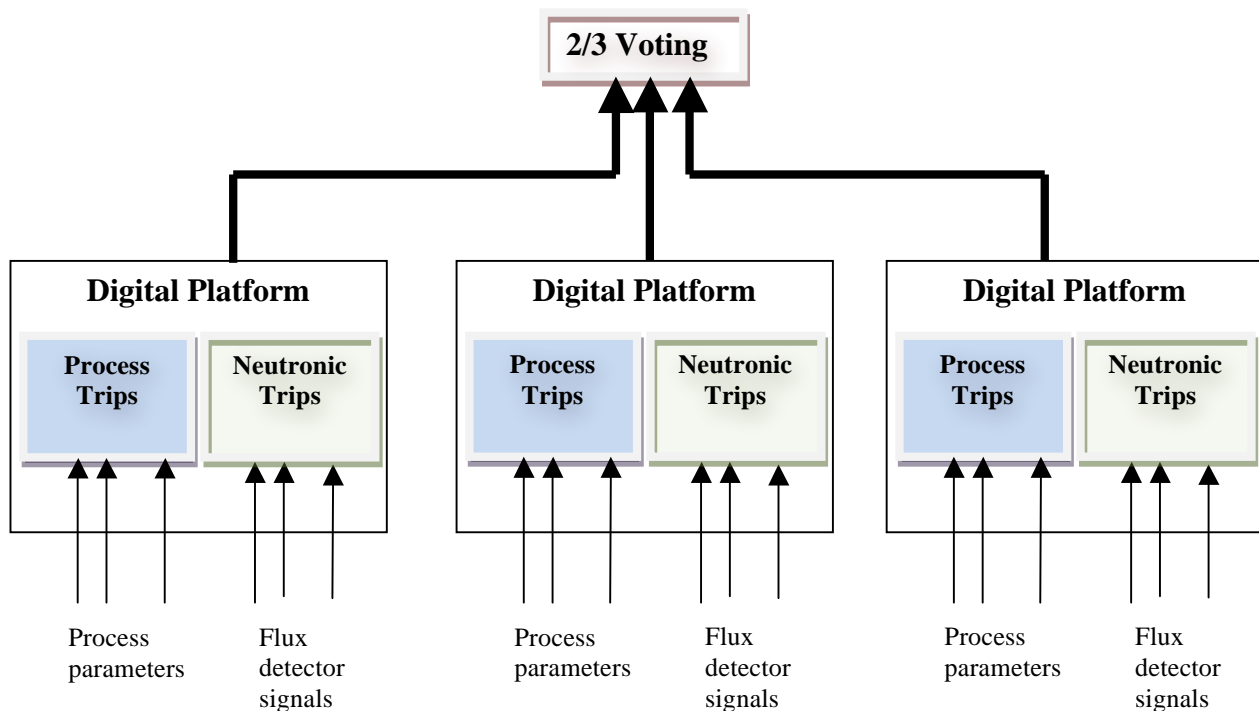 2/3 Voting
Digital Platform
Process
Trips
Neutronic
Trips
Process
parameters
Flux
detector
signals
Digital Platform
Process
Trips
Neutronic
Trips
Process
parameters
Flux
detector
signals
Digital Platform
Process
Trips
Neutronic
Trips
Process
parameters
Flux
detector
signals